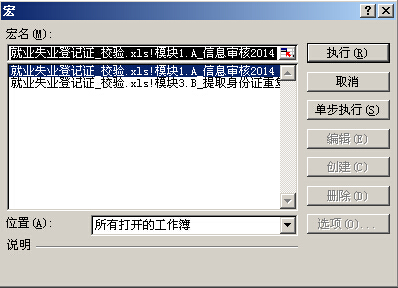 宏
宏名(M):
就业失业登记证_校验.xls!模块1.A_信息审核2014
就业失业登记证_校验.xls!模块1.A_信息审核2014
就业失业登记证_校验.xls!模块3.B_提取身份证重复
执行(R)
取消
单步执行(S)
编辑(E)
创建(C)
删除(D)
选项(O)...
位置(A):
所有打开的工作簿
说明